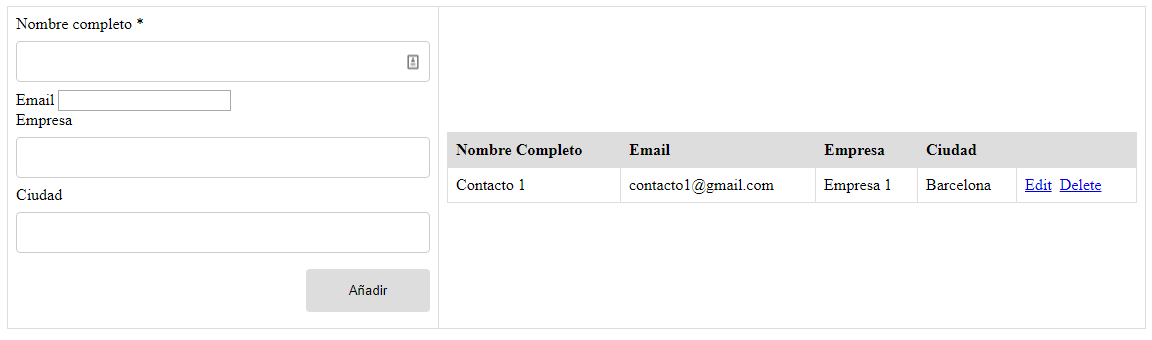 Nombre completo *
Email
Empresa
Ciudad
Añadir
Nombre Completo Email Empresa Ciudad
Contacto 1 contacto1@gmail.com Empresa 1 Barcelona Edit Delete